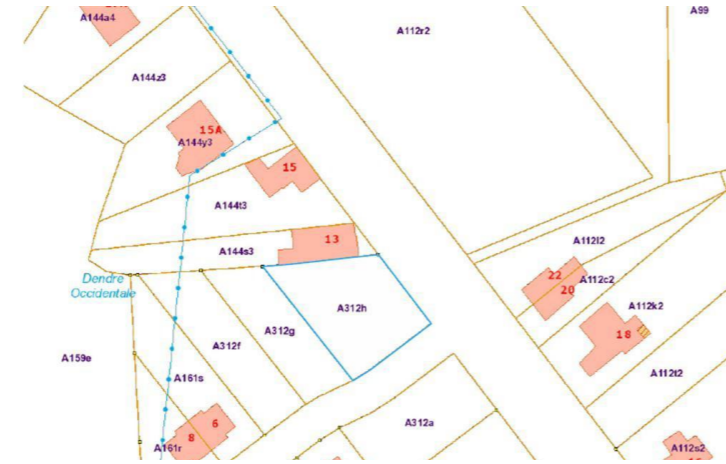 A144a4
A112r2
A99
A144z3
15A
A144y3
15
A144t3
13
A144s3
A112l2
Dendre
Occidentale
22
A112c2
20
A312h
A112k2
A312g
18
A312f
A159e
A161s
A112t2
6
A312a
8
A161r
A112s2